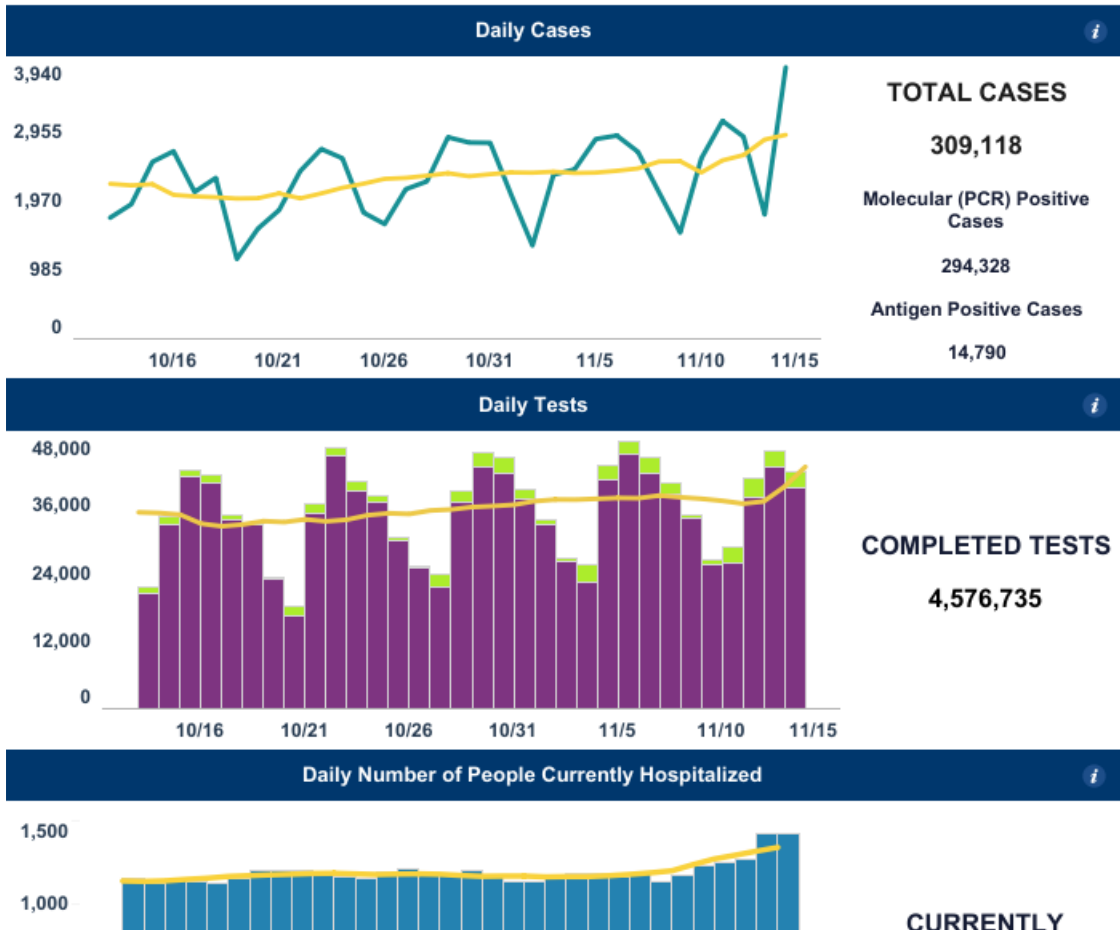 Daily Cases i
3,940
2,955
1,970
985
0
10/16 10/21 10/26 10/31 11/5 11/10 11/15
TOTAL CASES
309,118
Molecular (PCR) Positive
Cases
294,328
Antigen Positive Cases
14,790
Daily Tests i
48,000
36,000
24,000
12,000
0
10/16 10/21 10/26 10/31 11/5 11/10 11/15
COMPLETED TESTS
4,576,735
Daily Number of People Currently Hospitalized i
1,500
1,000
CURRENTLY